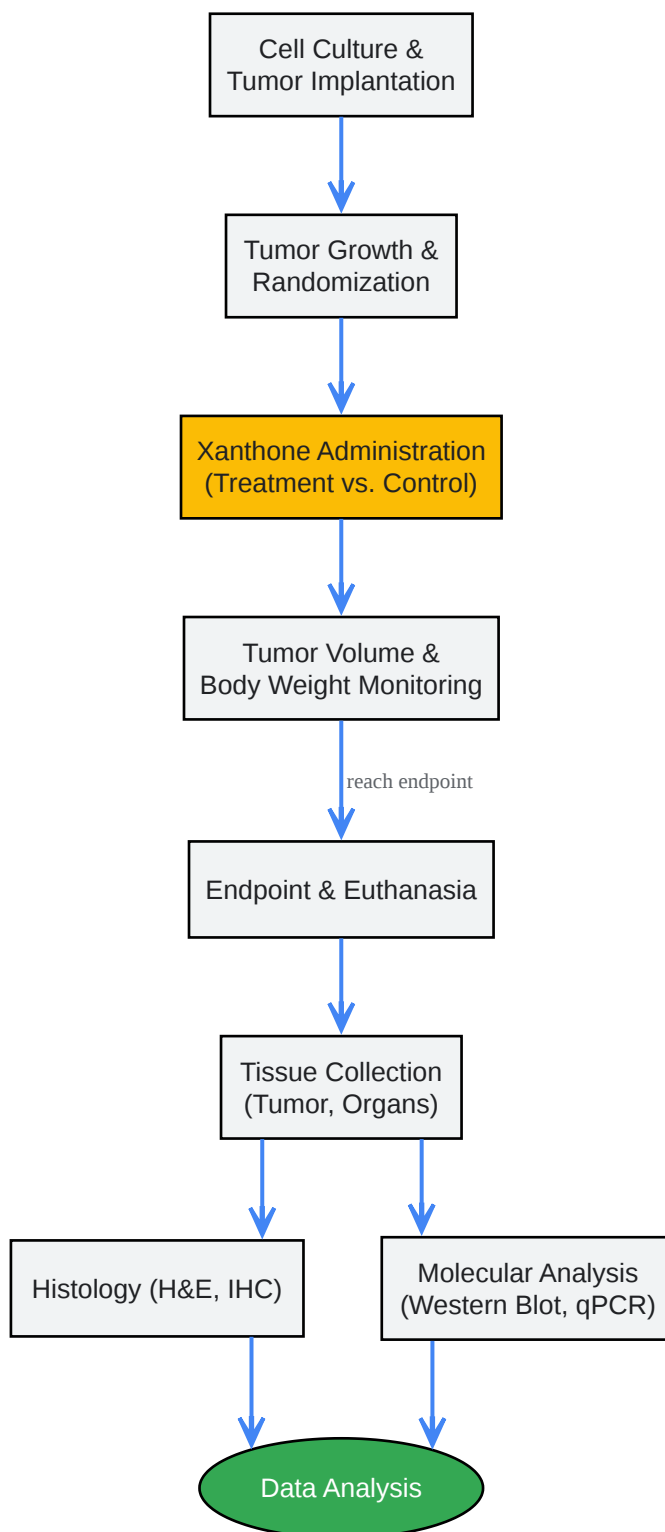 Cell Culture &
Tumor Implantation
Tumor Growth &
Randomization
Xanthone Administration
(Treatment vs. Control)
Tumor Volume &
Body Weight Monitoring
reach endpoint
Endpoint & Euthanasia
Tissue Collection
(Tumor, Organs)
Histology (H&E, IHC)
Molecular Analysis
(Western Blot, qPCR)
Data Analysis